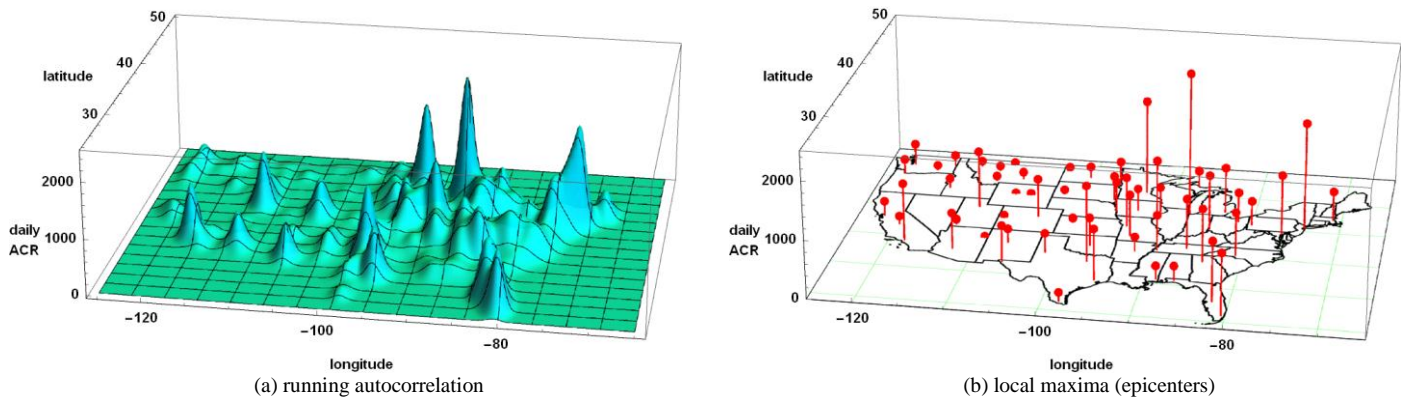 50
40
latitude
30
2000
1000
daily
ACR
0
−120
−100
−80
longitude
(a) running autocorrelation
50
40
latitude
30
2000
1000
daily
ACR
0
−120
−100
−80
longitude
(b) local maxima (epicenters)